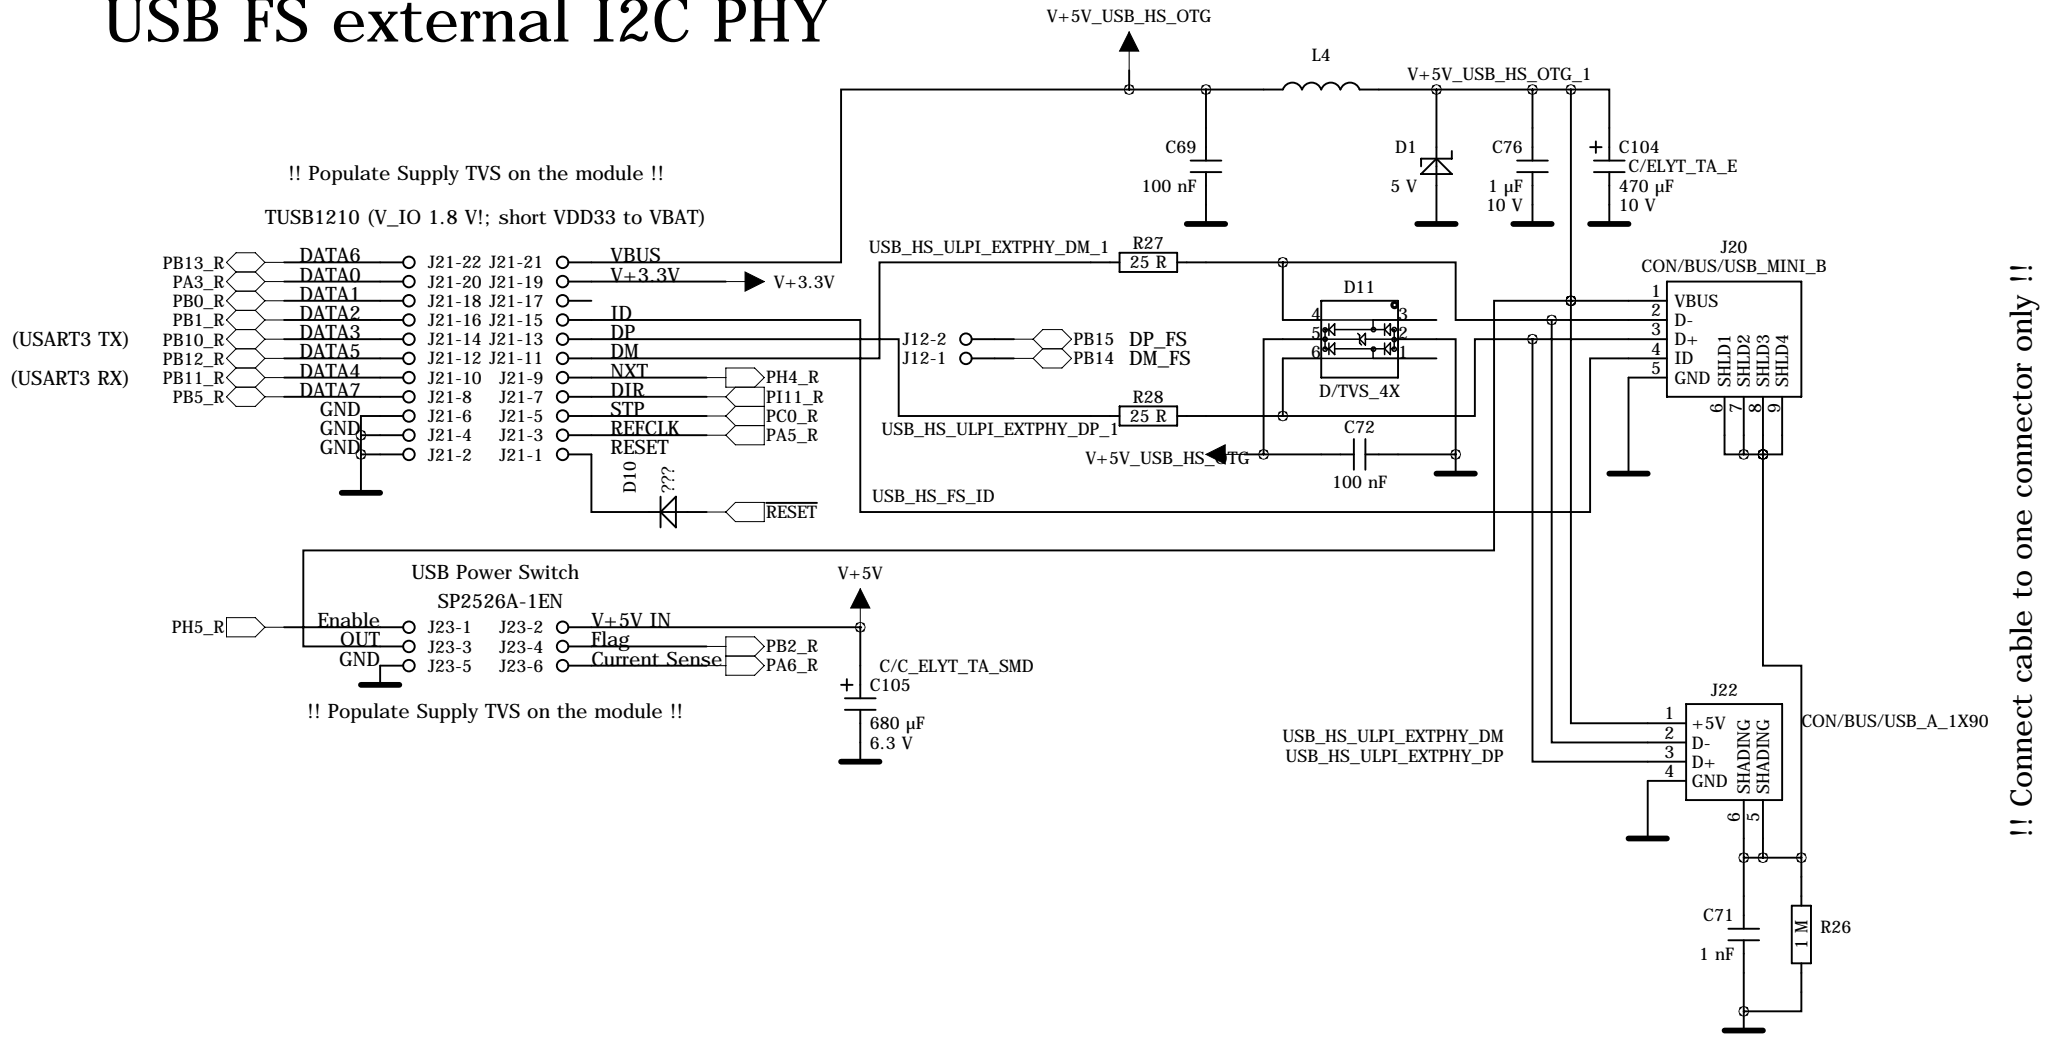 USB FS external I2C PHY
V+5V_USB_HS_OTG
L4
V+5V_USB_HS_OTG_1
C69
100 nF
D1
5 V
C76
1 µF
10 V
+ C104
C/ELYT_TA_E
470 µF
10 V
!! Populate Supply TVS on the module !!
TUSB1210 (V_IO 1.8 V!; short VDD33 to VBAT)
PB13_R DATA6 J21-22 J21-21 VBUS
PA3_R DATA0 J21-20 J21-19 V+3.3V V+3.3V
PB0_R DATA1 J21-18 J21-17
PB1_R DATA2 J21-16 J21-15 ID
(USART3 TX) PB10_R DATA3 J21-14 J21-13 DP
PB12_R DATA5 J21-12 J21-11 DM
(USART3 RX) PB11_R DATA4 J21-10 J21-9 NXT PH4_R
PB5_R DATA7 J21-8 J21-7 DIR PI11_R
GND J21-6 J21-5 STP PC0_R
GND J21-4 J21-3 REFCLK PA5_R
GND J21-2 J21-1 RESET
D10
???
RESET
USB_HS_ULPI_EXTPHY_DM_1
R27
25 R
J12-2 PB15 DP_FS
J12-1 PB14 DM_FS
D11
4 3
5 2
6 1
D/TVS_4X
R28
25 R
USB_HS_ULPI_EXTPHY_DP_1
C72
V+5V_USB_HS_OTG
100 nF
USB_HS_FS_ID
J20
CON/BUS/USB_MINI_B
1 VBUS
2 D-
3 D+
4 ID
5 GND
SHLD1
SHLD2
SHLD3
SHLD4
6
7
8
9
!! Connect cable to one connector only !!
USB Power Switch
SP2526A-1EN
PH5_R Enable J23-1 J23-2 V+5V IN
OUT J23-3 J23-4 Flag PB2_R
GND J23-5 J23-6 Current Sense PA6_R
!! Populate Supply TVS on the module !!
V+5V
C/C_ELYT_TA_SMD
+ C105
680 µF
6.3 V
J22
CON/BUS/USB_A_1X90
1 +5V
2 D-
3 D+
4 GND
SHADING
SHADING
6
5
USB_HS_ULPI_EXTPHY_DM
USB_HS_ULPI_EXTPHY_DP
C71
1 nF
1 M
R26